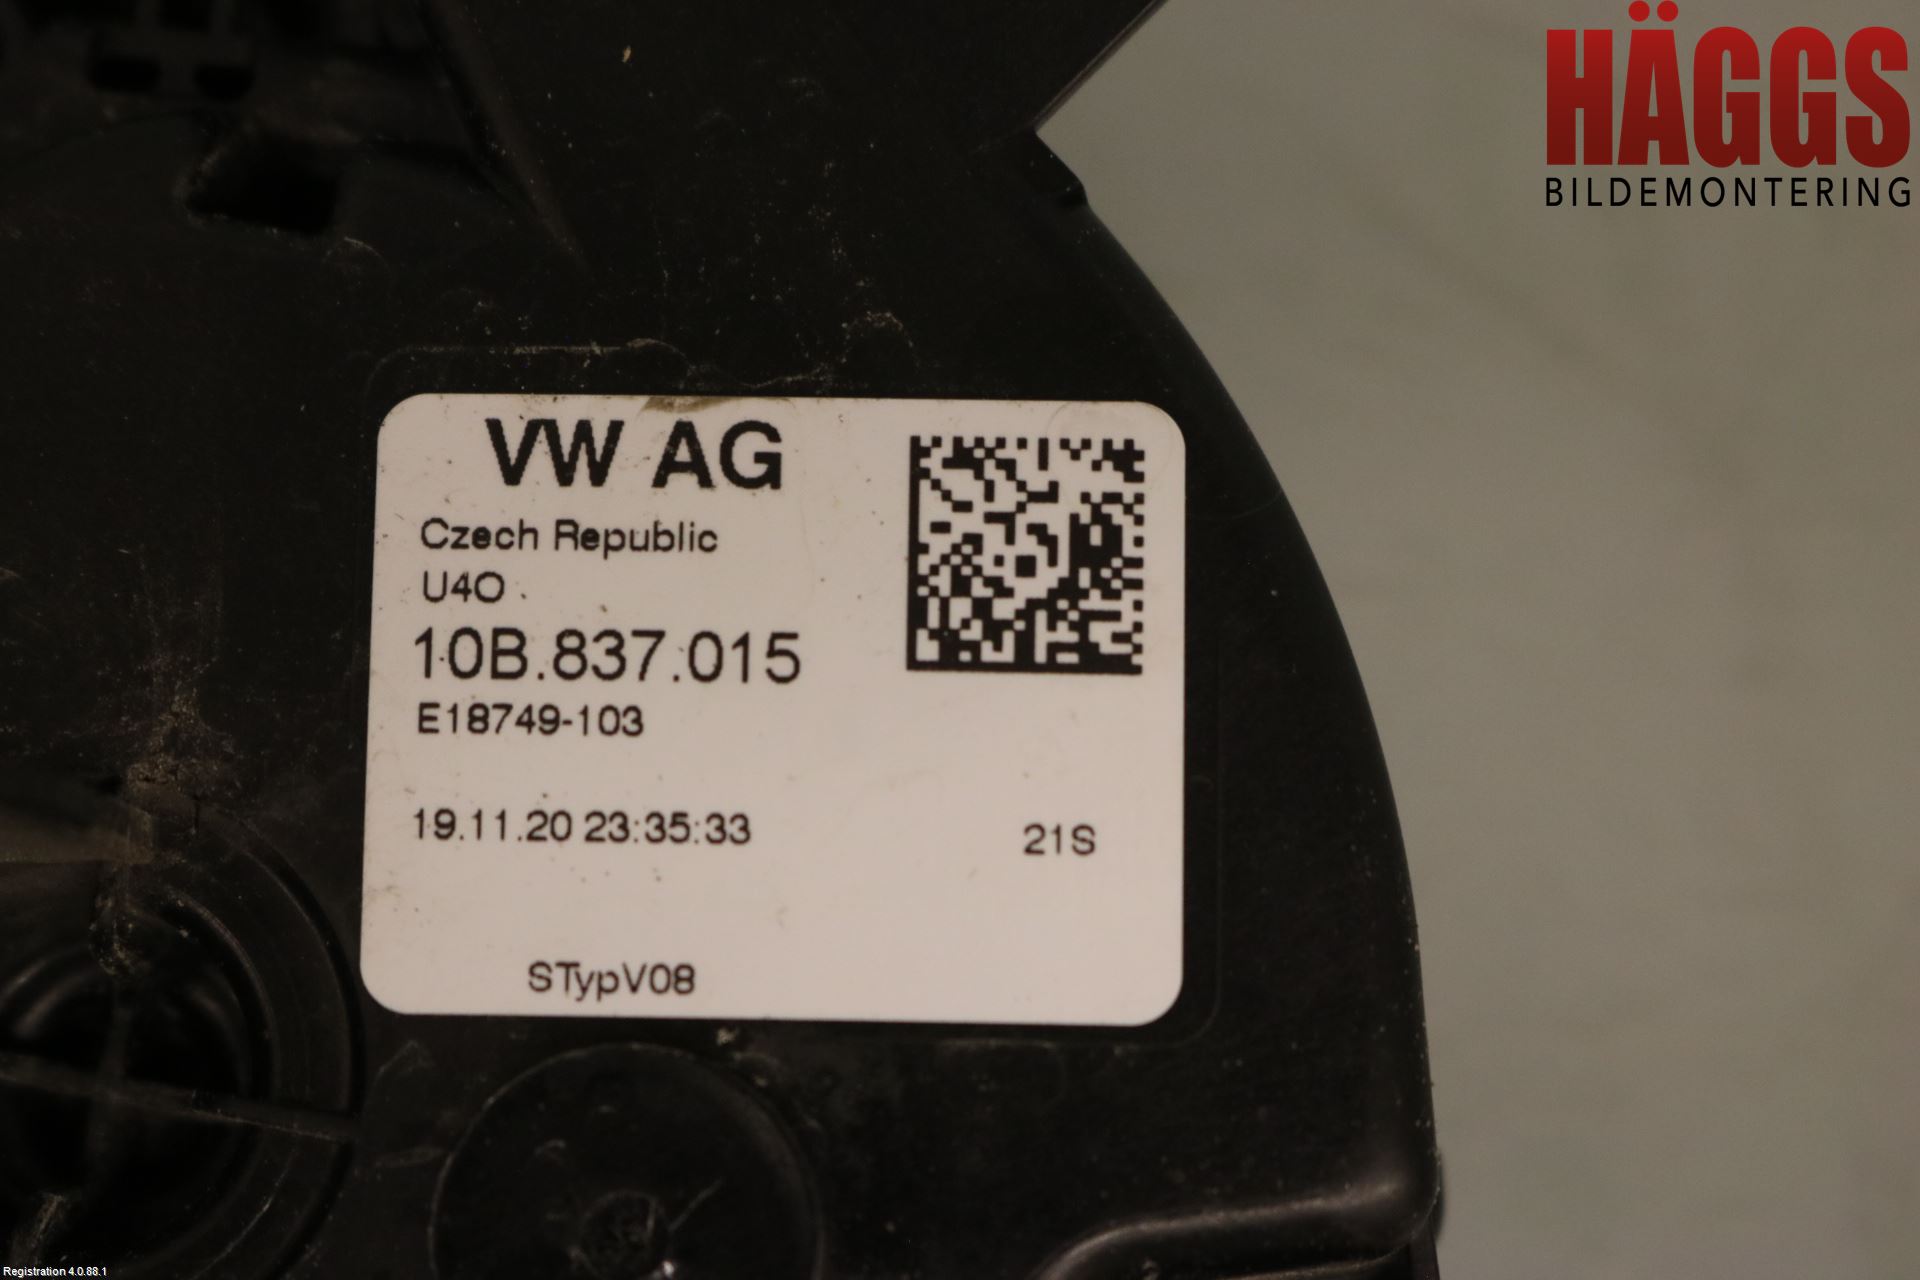 HÄGGS
BILDEMONTERING
VW AG
Czech Republic
U4O
10B.837.015
E18749-103
19.11.20 23:35:33
21S
STypV08
Registration 4.0.88.1